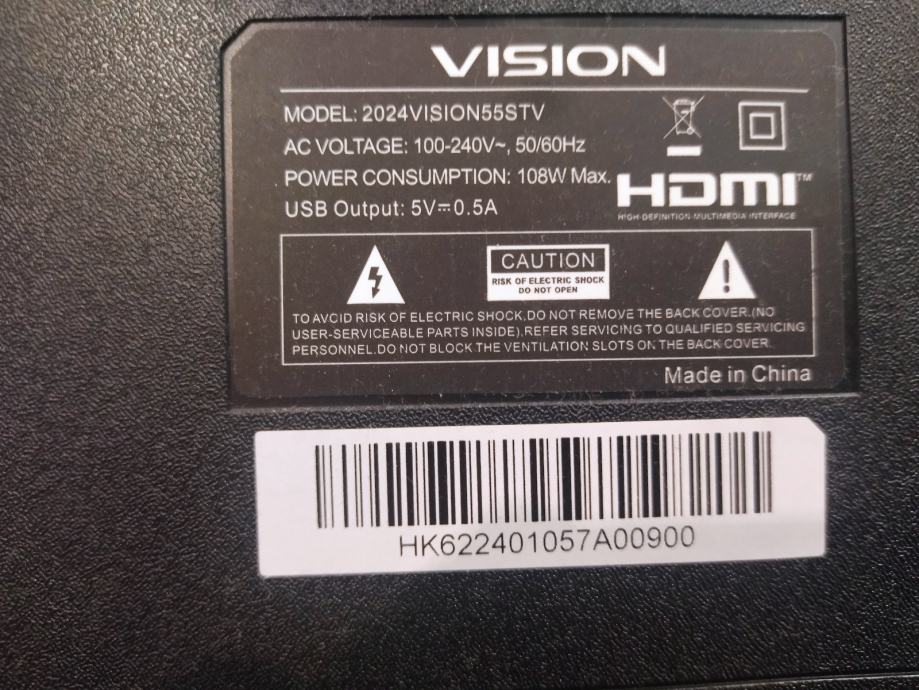 VISION
MODEL: 2024VISION55STV
AC VOLTAGE: 100-240V~, 50/60Hz
POWER CONSUMPTION: 108W Max.
USB Output: 5V⎓0.5A
HDMI™
HIGH-DEFINITION MULTIMEDIA INTERFACE
CAUTION
RISK OF ELECTRIC SHOCK
DO NOT OPEN
TO AVOID RISK OF ELECTRIC SHOCK,DO NOT REMOVE THE BACK COVER.(NO
USER-SERVICEABLE PARTS INSIDE),REFER SERVICING TO QUALIFIED SERVICING
PERSONNEL.DO NOT BLOCK THE VENTILATION SLOTS ON THE BACK COVER.
Made in China
HK622401057A00900